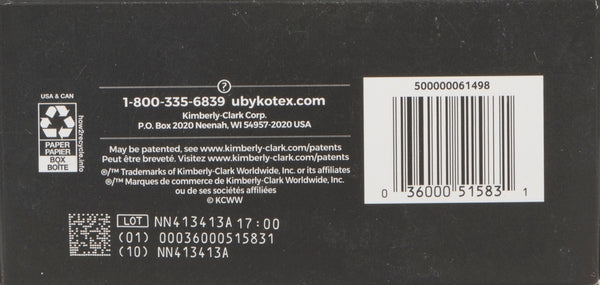 USA & CAN
how2recycle.info
PAPER
PAPIER
BOX
BOÎTE
?
1-800-335-6839 ubykotex.com
Kimberly-Clark Corp.
P.O. Box 2020 Neenah, WI 54957-2020 USA
May be patented, see www.kimberly-clark.com/patents
Peut être breveté. Visitez www.kimberly-clark.com/patents
®/™ Trademarks of Kimberly-Clark Worldwide, Inc. or its affiliates
®/™ Marques de commerce de Kimberly-Clark Worldwide, Inc.
ou de ses sociétés affiliées
© KCWW
500000061498
0 36000 51583 1
LOT NN413413A 17:00
(01) 00036000515831
(10) NN413413A